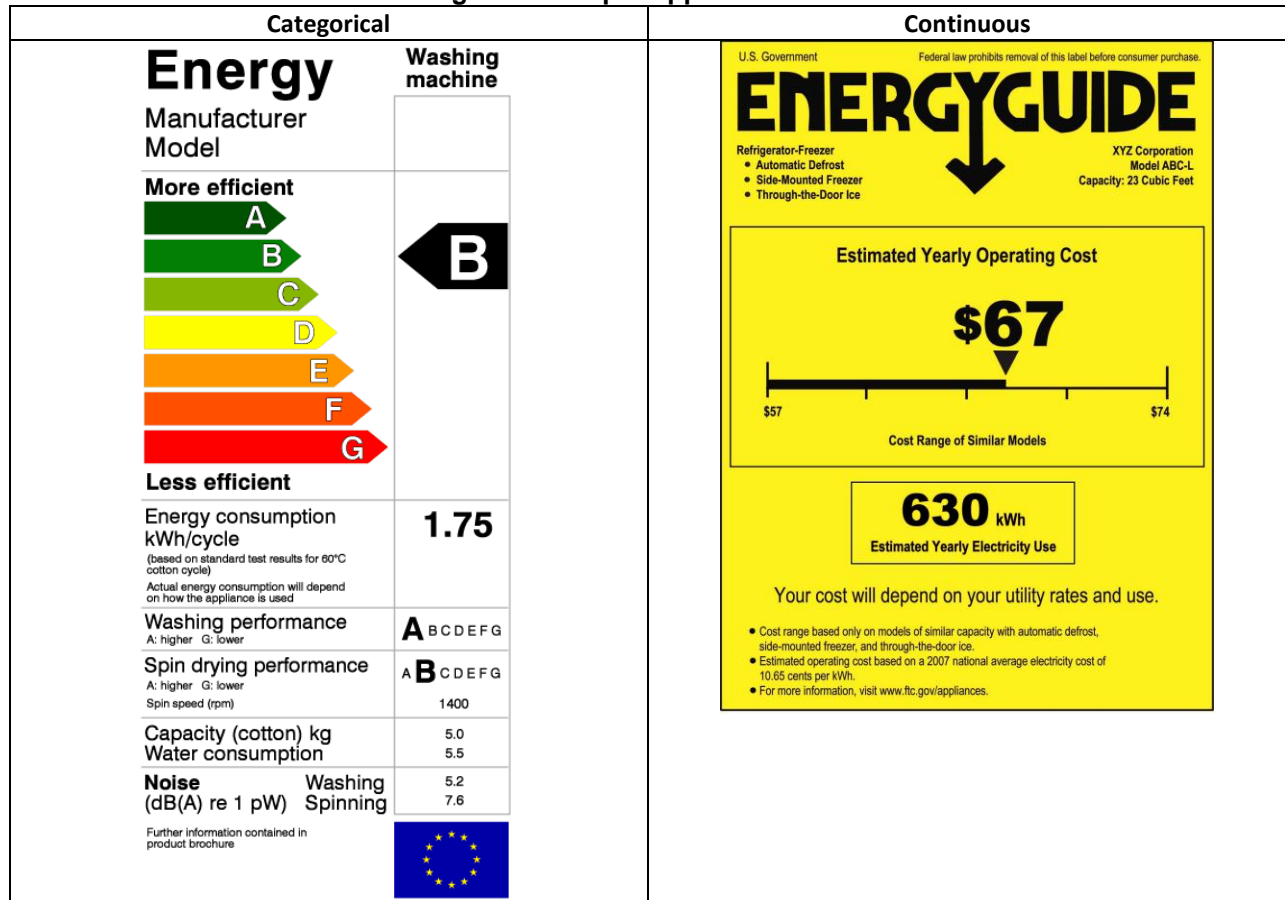 Categorical
Continuous
Energy
Washing
machine
Manufacturer
Model
More efficient
A
B
B
C
D
E
F
G
Less efficient
Energy consumption
kWh/cycle
1.75
(based on standard test results for 60°C
cotton cycle)
Actual energy consumption will depend
on how the appliance is used
Washing performance
A: higher G: lower
A B C D E F G
Spin drying performance
A: higher G: lower
A B C D E F G
Spin speed (rpm)
1400
Capacity (cotton) kg
5.0
Water consumption
5.5
Noise Washing
5.2
(dB(A) re 1 pW) Spinning
7.6
Further information contained in
product brochure
U.S. Government
Federal law prohibits removal of this label before consumer purchase.
ENERGYGUIDE
Refrigerator-Freezer
• Automatic Defrost
• Side-Mounted Freezer
• Through-the-Door Ice
XYZ Corporation
Model ABC-L
Capacity: 23 Cubic Feet
Estimated Yearly Operating Cost
$67
$57
$74
Cost Range of Similar Models
630 kWh
Estimated Yearly Electricity Use
Your cost will depend on your utility rates and use.
• Cost range based only on models of similar capacity with automatic defrost,
side-mounted freezer, and through-the-door ice.
• Estimated operating cost based on a 2007 national average electricity cost of
10.65 cents per kWh.
• For more information, visit www.ftc.gov/appliances.